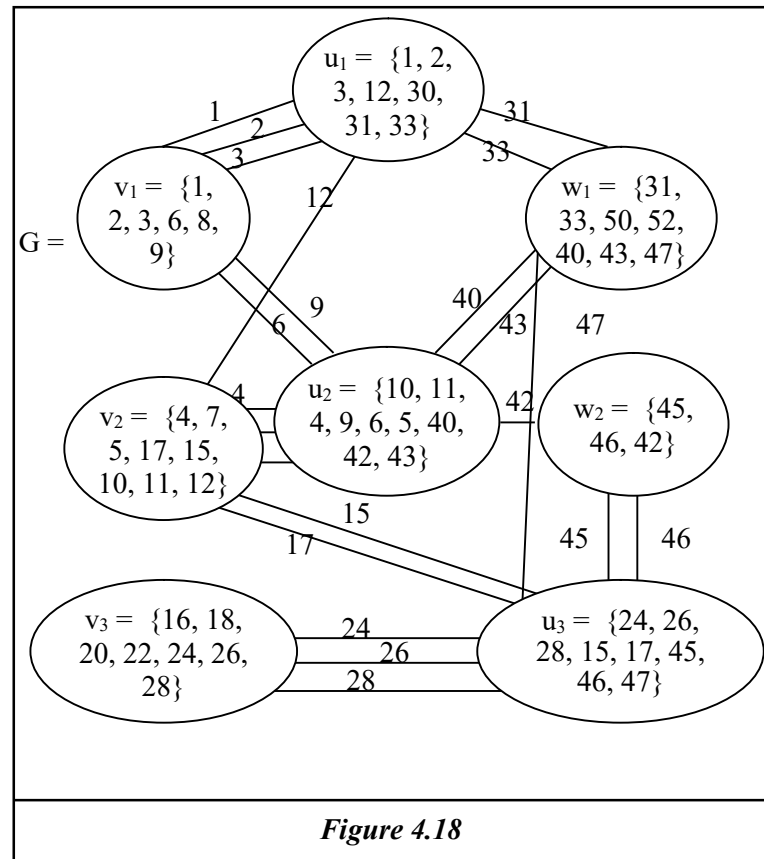 u₁ = {1, 2,
3, 12, 30,
31, 33}
1
2
3
31
33
12
v₁ = {1,
2, 3, 6, 8,
9}
w₁ = {31,
33, 50, 52,
40, 43, 47}
G =
9
6
40
43
47
4
v₂ = {4, 7,
5, 17, 15,
10, 11, 12}
u₂ = {10, 11,
4, 9, 6, 5, 40,
42, 43}
42
w₂ = {45,
46, 42}
15
17
45
46
v₃ = {16, 18,
20, 22, 24, 26,
28}
24
26
28
u₃ = {24, 26,
28, 15, 17, 45,
46, 47}
Figure 4.18